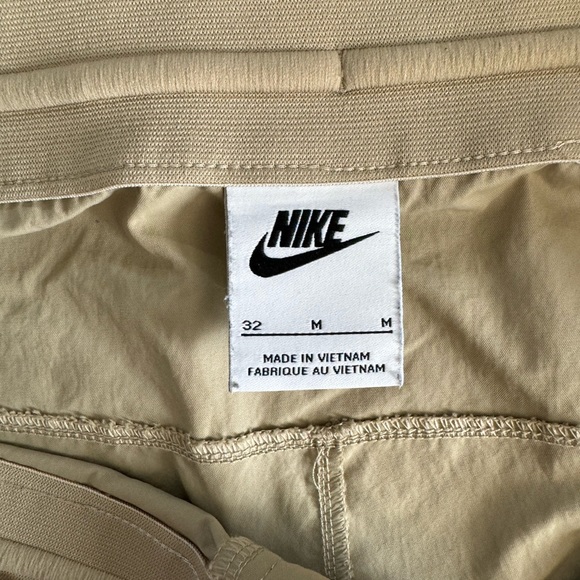 NIKE
32 M M
MADE IN VIETNAM
FABRIQUE AU VIETNAM